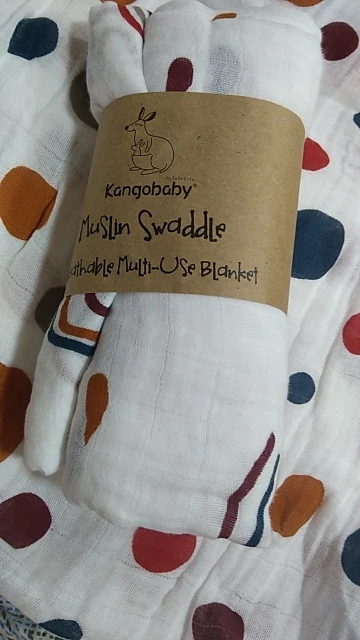 Kangobaby®
Muslin Swaddle
athable Multi-Use Blanket